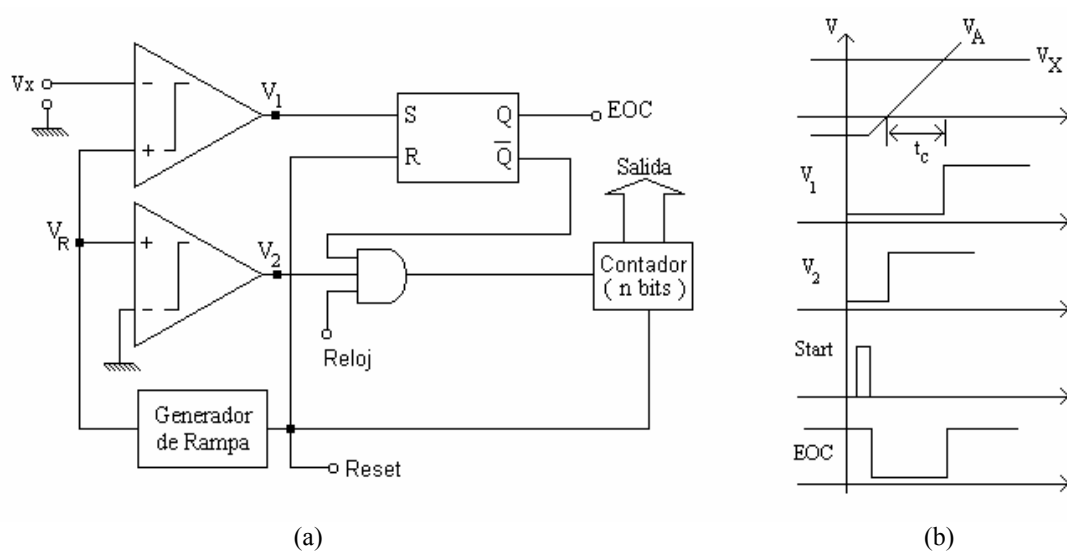 Vx
−
+
V1
S
R
Q
Q̅
EOC
Salida
VR
+
−
V2
Contador
( n bits )
Reloj
Generador
de Rampa
Reset
(a)
V
VA
VX
tc
V1
V2
Start
EOC
(b)